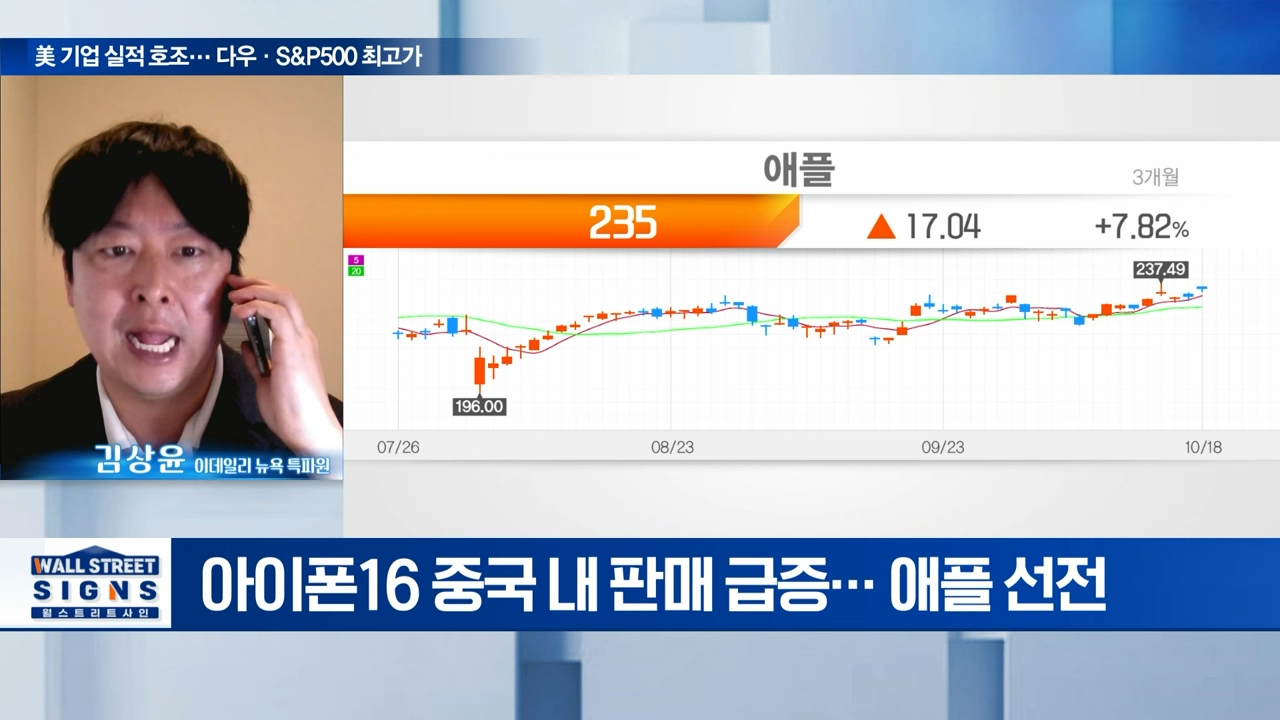 美 기업 실적 호조… 다우 · S&P500 최고가
애플
3개월
235
▲ 17.04
+7.82%
5
20
237.49
196.00
07/26
08/23
09/23
10/18
김상윤 이데일리 뉴욕 특파원
WALL STREET
SIGNS
월스트리트사인
아이폰16 중국 내 판매 급증… 애플 선전